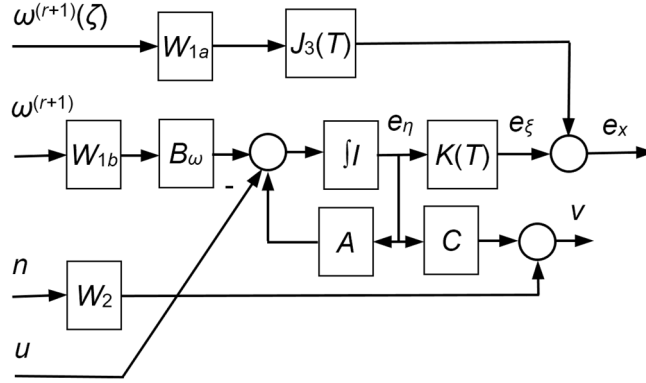 ω(r+1)(ζ)
W1a
J3(T)
ω(r+1)
W1b
Bω
-
∫I
eη
K(T)
eξ
ex
A
C
v
n
W2
u